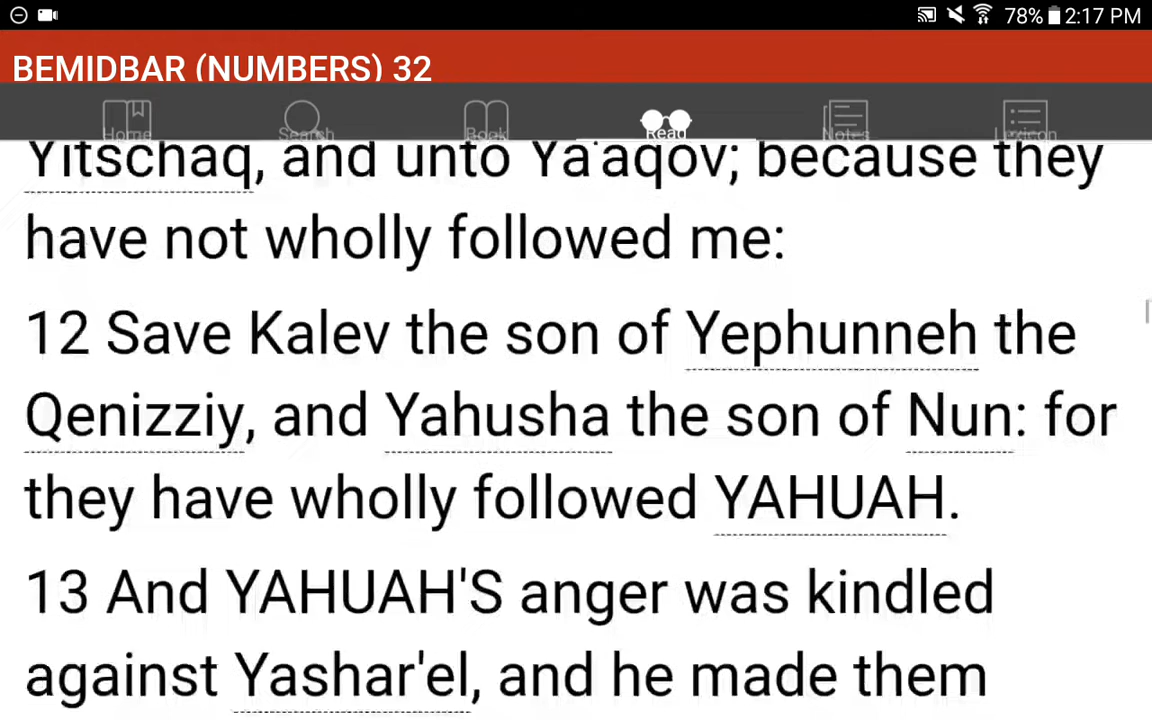 78% 2:17 PM
BEMIDBAR (NUMBERS) 32
Home Search Book Read Notes Lexicon
Yitschaq, and unto Ya'aqov; because they
have not wholly followed me:
12 Save Kalev the son of Yephunneh the
Qenizziy, and Yahusha the son of Nun: for
they have wholly followed YAHUAH.
13 And YAHUAH'S anger was kindled
against Yashar'el, and he made them